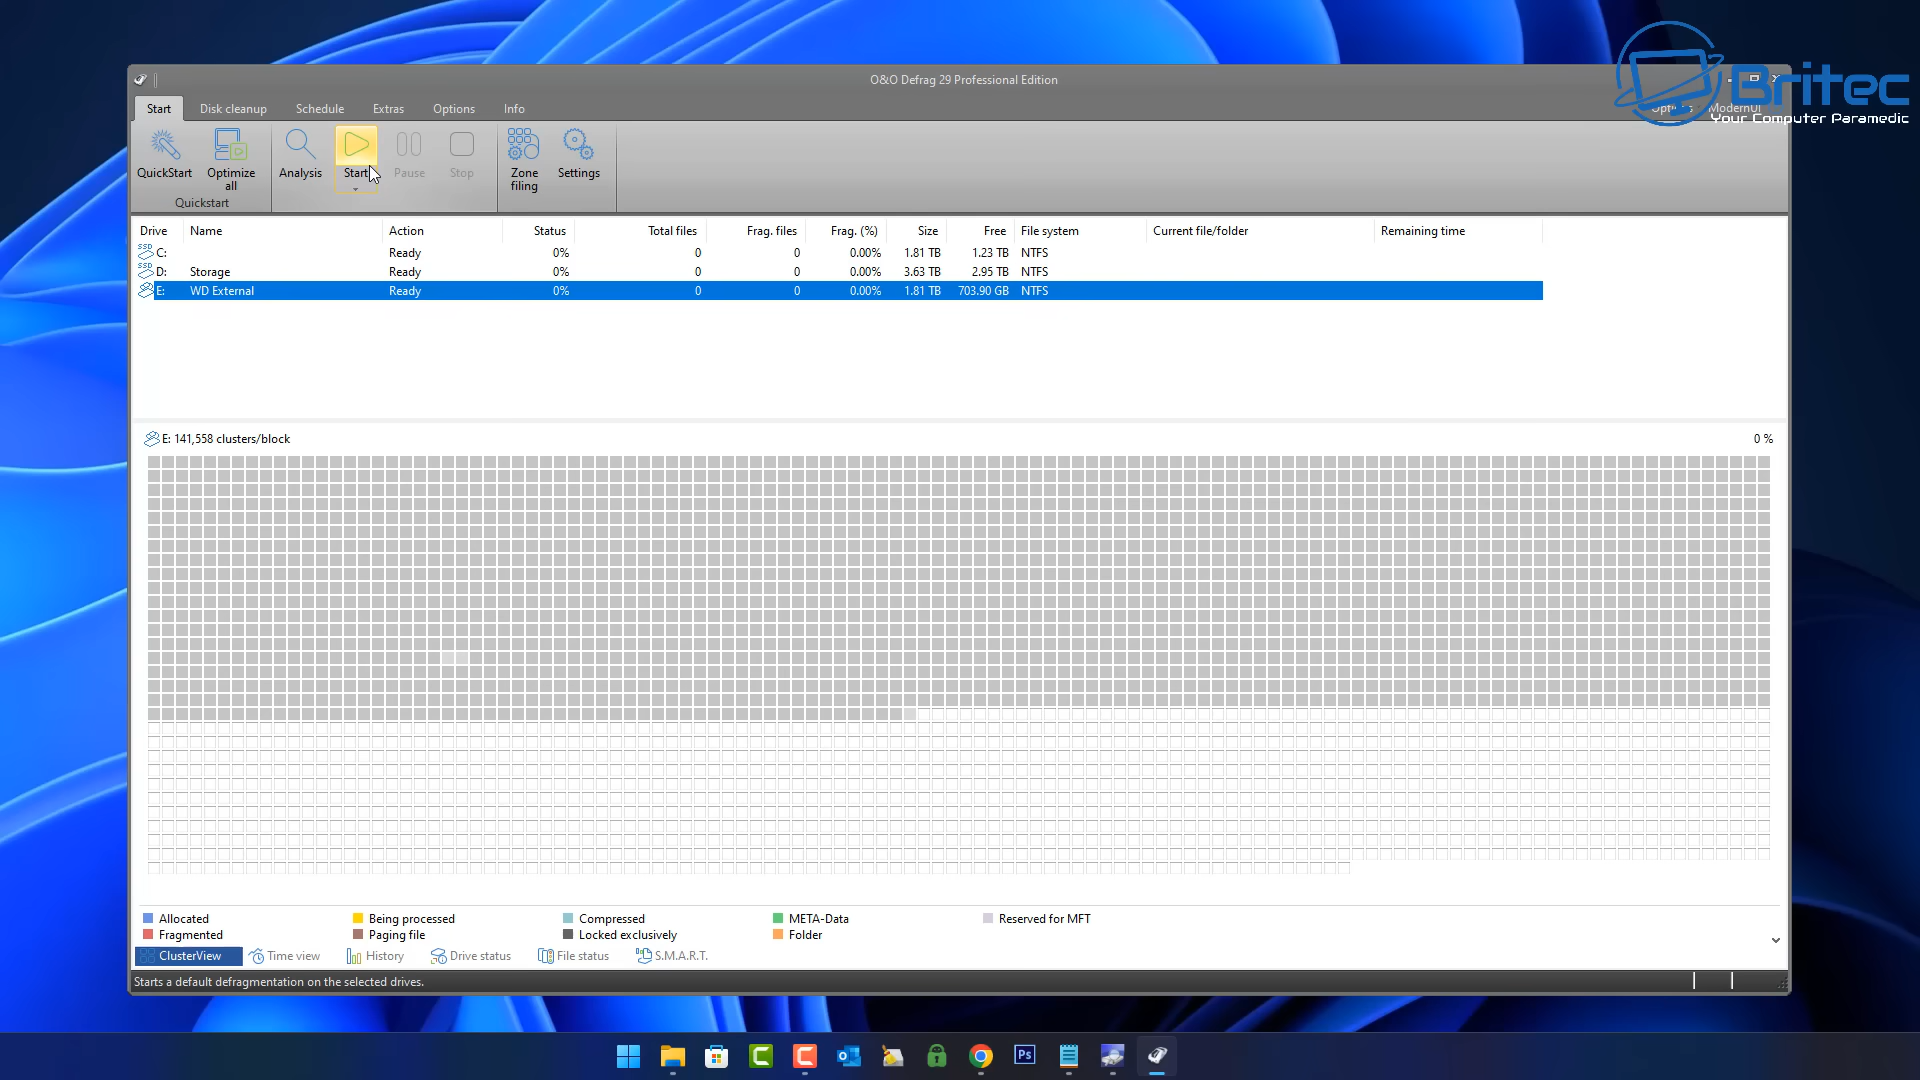 O&O Defrag 29 Professional Edition
Britec
Your Computer Paramedic
Start Disk cleanup Schedule Extras Options Info
ModernUI
QuickStart Optimize all Analysis Start Pause Stop Zone filing Settings
Quickstart
Drive Name Action Status Total files Frag. files Frag. (%) Size Free File system Current file/folder Remaining time
SSD C: Ready 0% 0 0 0.00% 1.81 TB 1.23 TB NTFS
SSD D: Storage Ready 0% 0 0 0.00% 3.63 TB 2.95 TB NTFS
E: WD External Ready 0% 0 0 0.00% 1.81 TB 703.90 GB NTFS
E: 141,558 clusters/block 0 %
Allocated Being processed Compressed META-Data Reserved for MFT
Fragmented Paging file Locked exclusively Folder
ClusterView Time view History Drive status File status S.M.A.R.T.
Starts a default defragmentation on the selected drives.
Ps